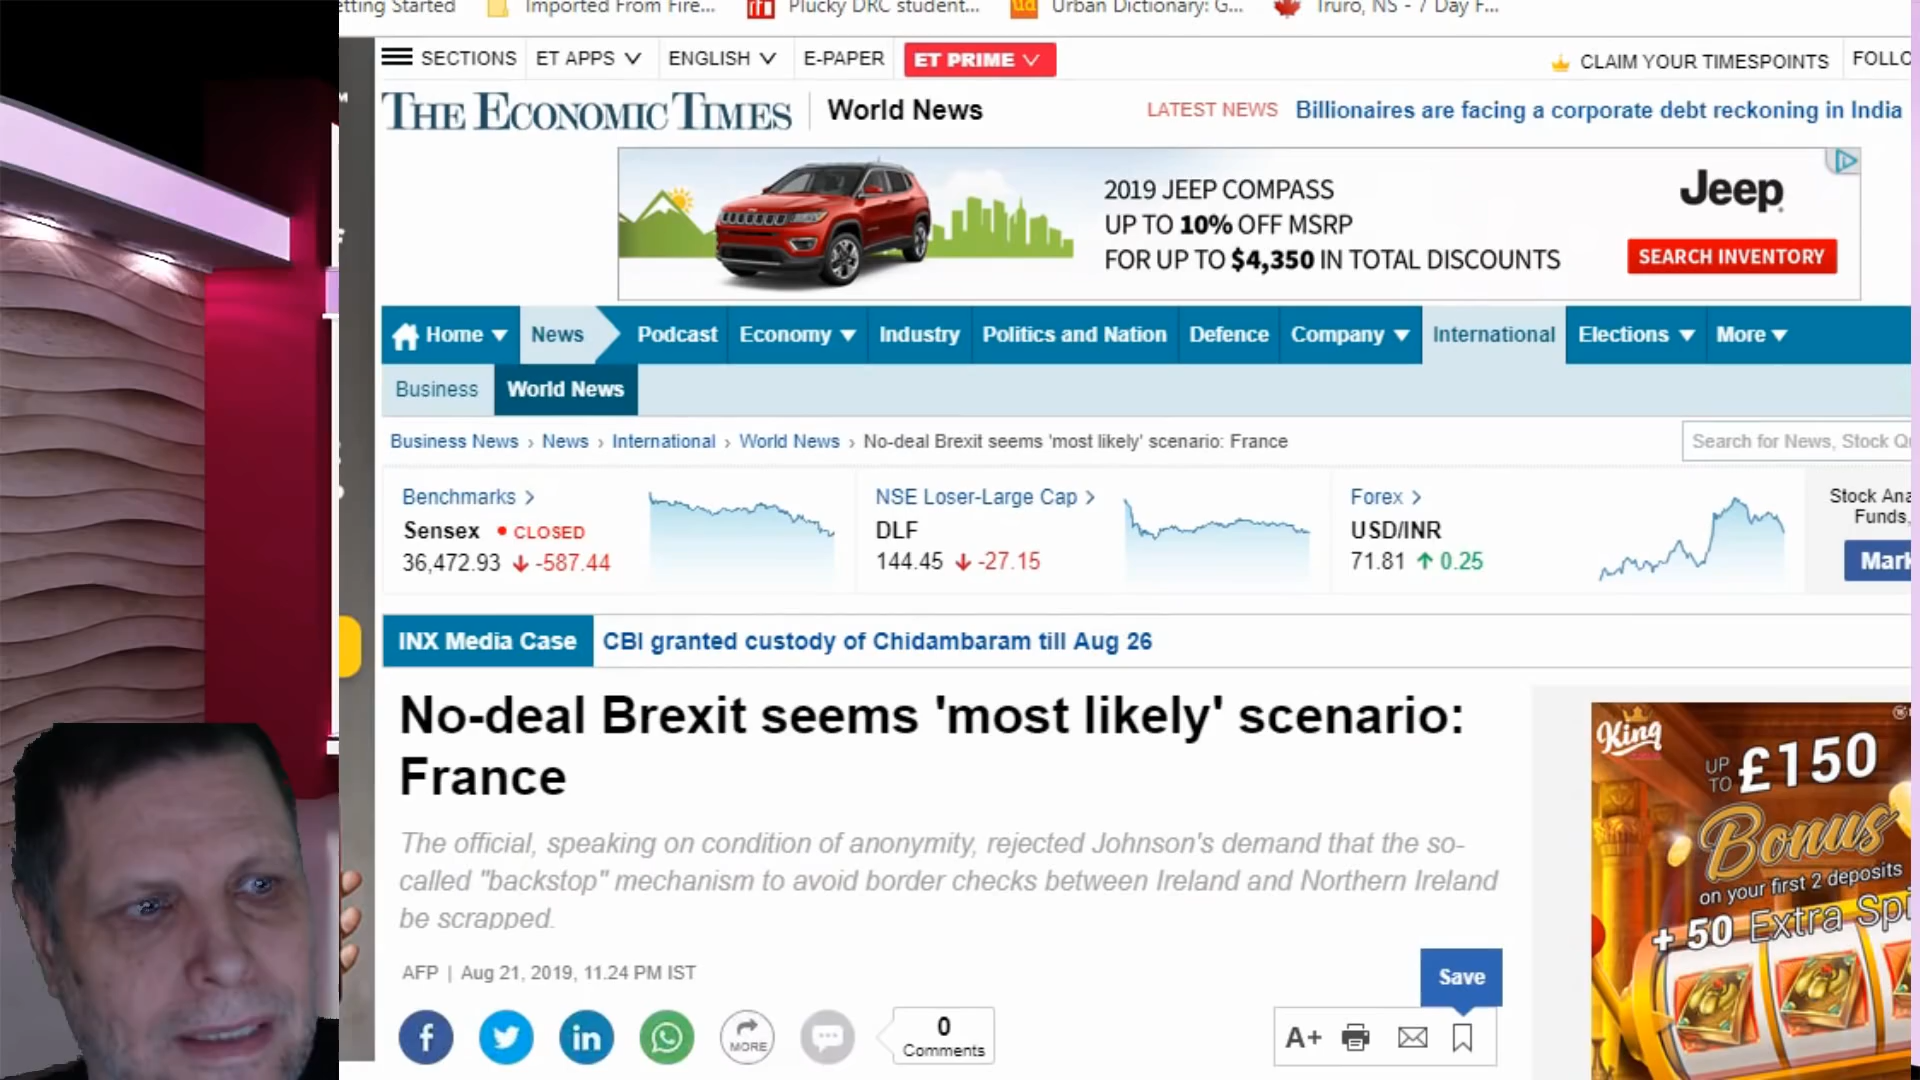 etting Started Imported From Fire... Plucky DRC student... ud Urban Dictionary: G... Truro, NS - 7 Day F...
SECTIONS ET APPS ENGLISH E-PAPER ET PRIME CLAIM YOUR TIMESPOINTS FOLLO
THE ECONOMIC TIMES World News LATEST NEWS Billionaires are facing a corporate debt reckoning in India
2019 JEEP COMPASS
UP TO 10% OFF MSRP
FOR UP TO $4,350 IN TOTAL DISCOUNTS
Jeep
SEARCH INVENTORY
Home News Podcast Economy Industry Politics and Nation Defence Company International Elections More
Business World News
Business News › News › International › World News › No-deal Brexit seems 'most likely' scenario: France
Search for News, Stock Qu
Benchmarks >
Sensex • CLOSED
36,472.93 -587.44
NSE Loser-Large Cap >
DLF
144.45 -27.15
Forex >
USD/INR
71.81 0.25
Stock Ana
Funds,
Mark
INX Media Case CBI granted custody of Chidambaram till Aug 26
No-deal Brexit seems 'most likely' scenario:
France
The official, speaking on condition of anonymity, rejected Johnson's demand that the so-
called "backstop" mechanism to avoid border checks between Ireland and Northern Ireland
be scrapped.
AFP | Aug 21, 2019, 11.24 PM IST
Save
MORE
0
Comments
A+
King
UP TO £150
Bonus
on your first 2 deposits
+ 50 Extra Spi